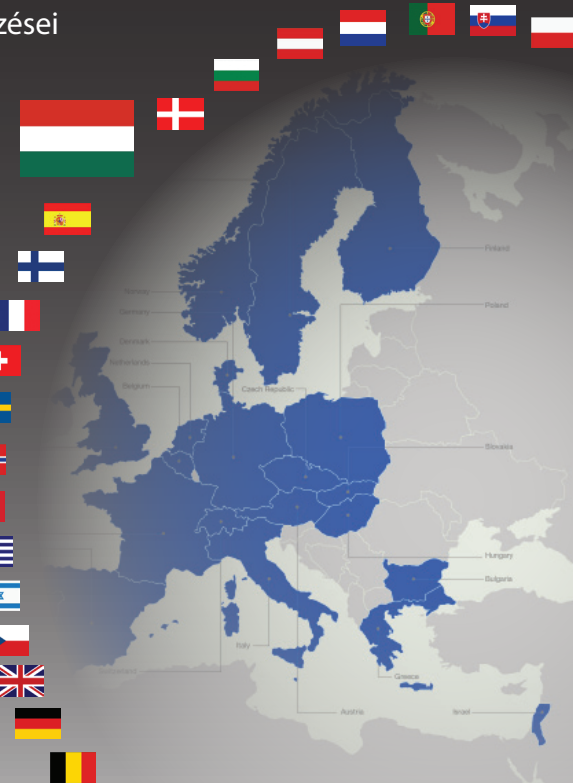 zései
Finland
Norway
Poland
Germany
Denmark
Netherlands
Czech Republic
Belgium
Slovakia
Hungary
Bulgaria
Italy
Greece
Austria
Israel